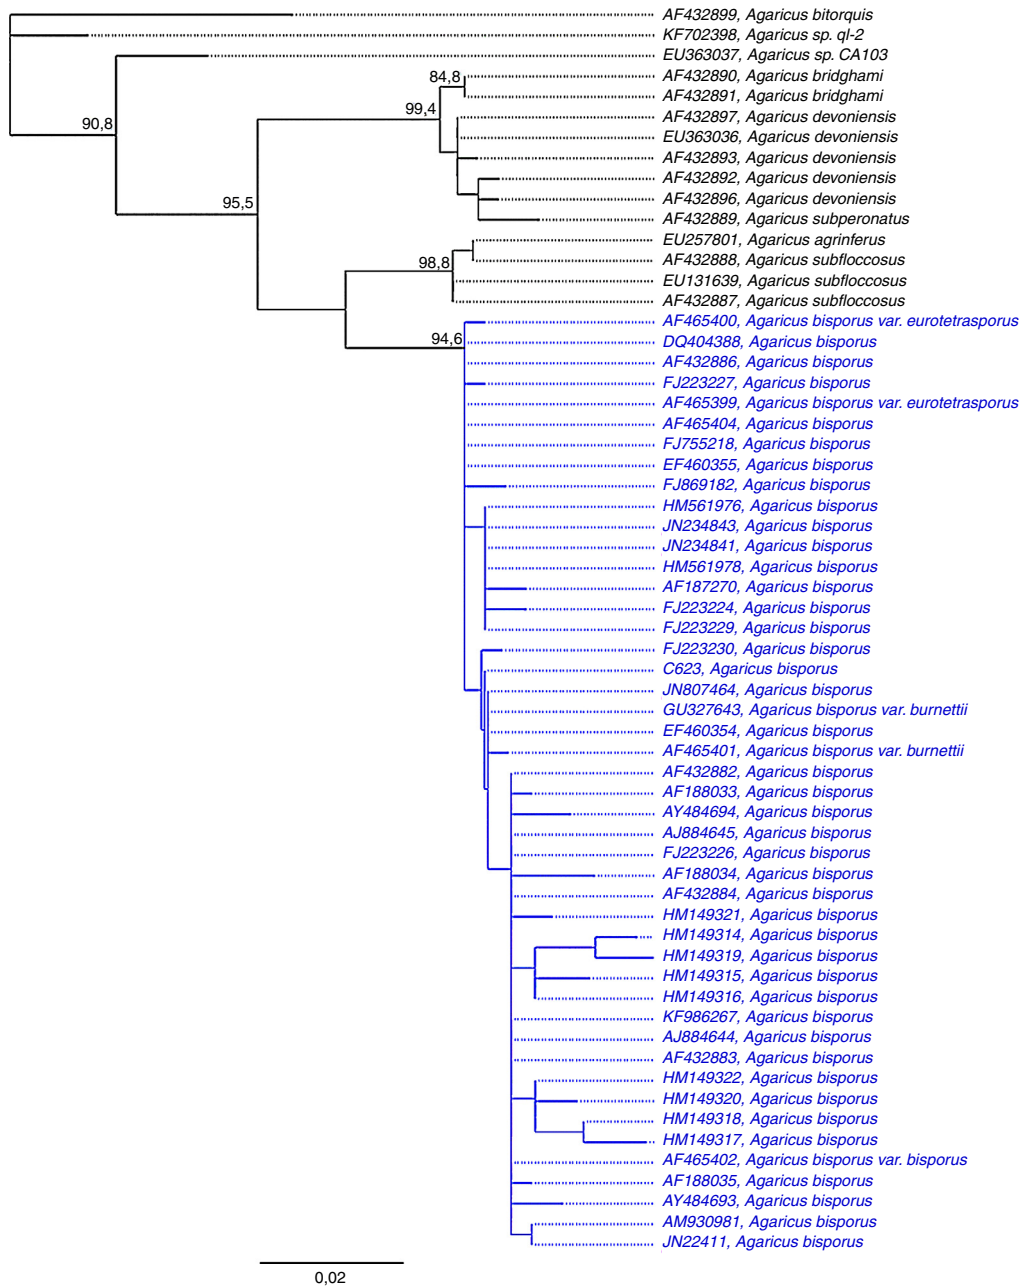 AF432899, Agaricus bitorquis
KF702398, Agaricus sp. ql-2
EU363037, Agaricus sp. CA103
84,8
AF432890, Agaricus bridghami
AF432891, Agaricus bridghami
99,4
AF432897, Agaricus devoniensis
90,8
EU363036, Agaricus devoniensis
AF432893, Agaricus devoniensis
AF432892, Agaricus devoniensis
95,5
AF432896, Agaricus devoniensis
AF432889, Agaricus subperonatus
EU257801, Agaricus agrinferus
98,8
AF432888, Agaricus subfloccosus
EU131639, Agaricus subfloccosus
AF432887, Agaricus subfloccosus
AF465400, Agaricus bisporus var. eurotetrasporus
94,6
DQ404388, Agaricus bisporus
AF432886, Agaricus bisporus
FJ223227, Agaricus bisporus
AF465399, Agaricus bisporus var. eurotetrasporus
AF465404, Agaricus bisporus
FJ755218, Agaricus bisporus
EF460355, Agaricus bisporus
FJ869182, Agaricus bisporus
HM561976, Agaricus bisporus
JN234843, Agaricus bisporus
JN234841, Agaricus bisporus
HM561978, Agaricus bisporus
AF187270, Agaricus bisporus
FJ223224, Agaricus bisporus
FJ223229, Agaricus bisporus
FJ223230, Agaricus bisporus
C623, Agaricus bisporus
JN807464, Agaricus bisporus
GU327643, Agaricus bisporus var. burnettii
EF460354, Agaricus bisporus
AF465401, Agaricus bisporus var. burnettii
AF432882, Agaricus bisporus
AF188033, Agaricus bisporus
AY484694, Agaricus bisporus
AJ884645, Agaricus bisporus
FJ223226, Agaricus bisporus
AF188034, Agaricus bisporus
AF432884, Agaricus bisporus
HM149321, Agaricus bisporus
HM149314, Agaricus bisporus
HM149319, Agaricus bisporus
HM149315, Agaricus bisporus
HM149316, Agaricus bisporus
KF986267, Agaricus bisporus
AJ884644, Agaricus bisporus
AF432883, Agaricus bisporus
HM149322, Agaricus bisporus
HM149320, Agaricus bisporus
HM149318, Agaricus bisporus
HM149317, Agaricus bisporus
AF465402, Agaricus bisporus var. bisporus
AF188035, Agaricus bisporus
AY484693, Agaricus bisporus
AM930981, Agaricus bisporus
JN22411, Agaricus bisporus
0,02